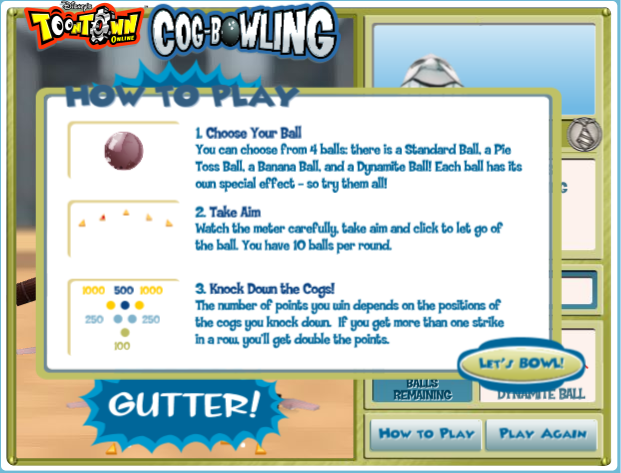 Disney's
TOONTOWN
ONLINE
COG-BOWLING
HOW TO PLAY
1. Choose Your Ball
You can choose from 4 balls: there is a Standard Ball, a Pie
Toss Ball, a Banana Ball, and a Dynamite Ball! Each ball has its
own special effect - so try them all!
2. Take Aim
Watch the meter carefully, take aim and click to let go of
the ball. You have 10 balls per round.
3. Knock Down the Cogs!
The number of points you win depends on the positions of
the cogs you knock down. If you get more than one strike
in a row, you'll get double the points.
1000 500 1000
250 250
100
LET'S BOWL!
BALLS
REMAINING
DYNAMITE BALL
GUTTER!
HOW TO PLAY
PLAY AGAIN